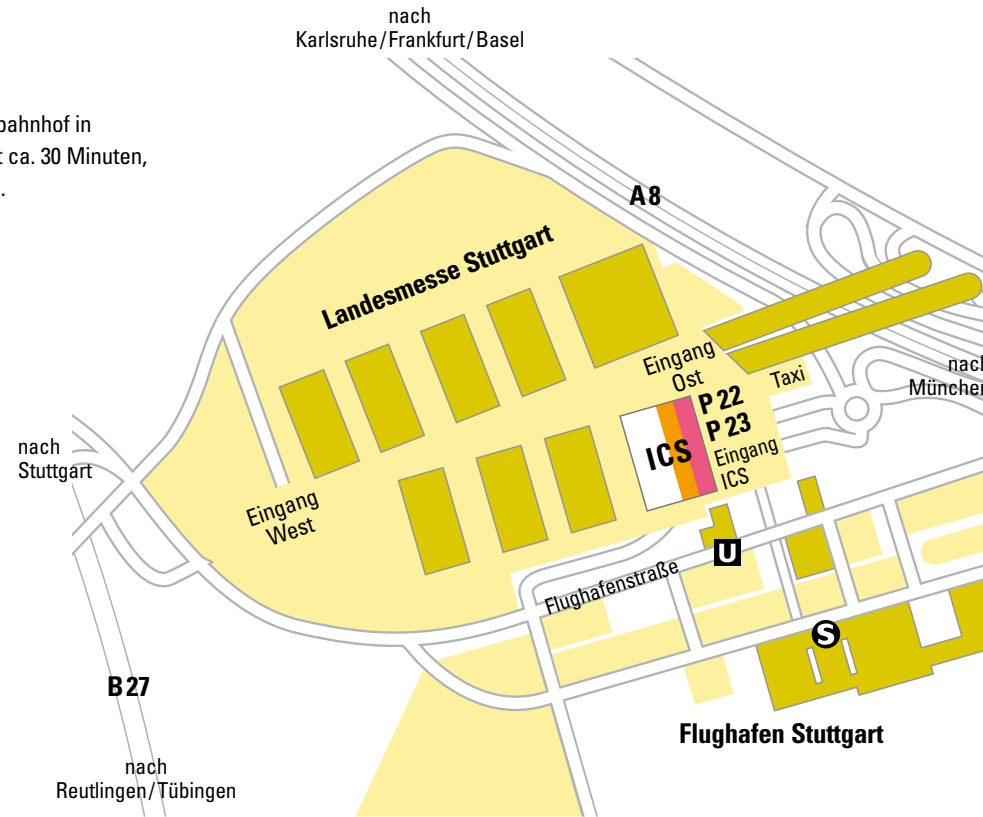 nach
Karlsruhe/Frankfurt/Basel
bahnhof in
t ca. 30 Minuten,
.
A 8
Landesmesse Stuttgart
Eingang
Ost
Taxi
nach
München
P 22
P 23
ICS
Eingang
ICS
nach
Stuttgart
Eingang
West
U
Flughafenstraße
S
B 27
Flughafen Stuttgart
nach
Reutlingen/Tübingen